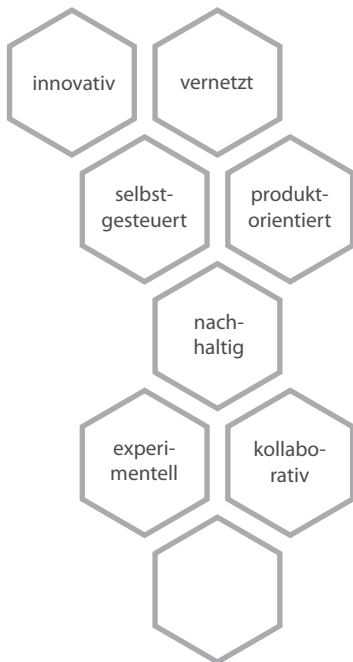 innovativ
vernetzt
selbst-
gesteuert
produkt-
orientiert
nach-
haltig
experi-
mentell
kollabo-
rativ